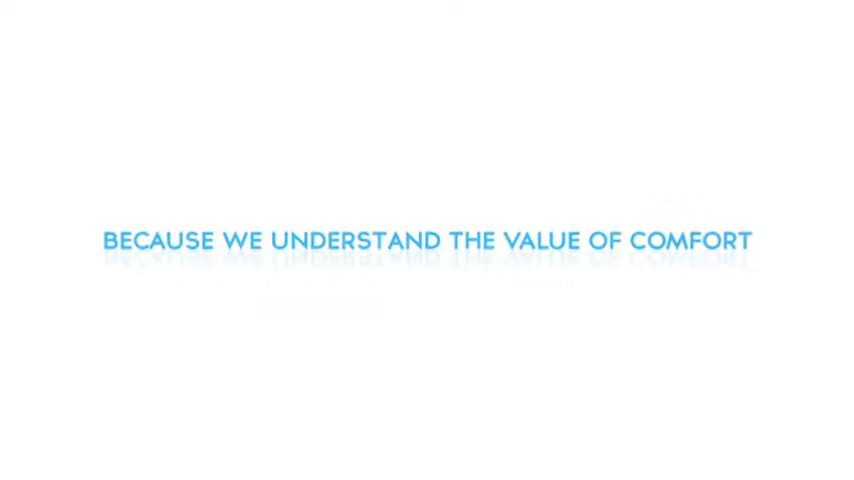 BECAUSE WE UNDERSTAND THE VALUE OF COMFORT